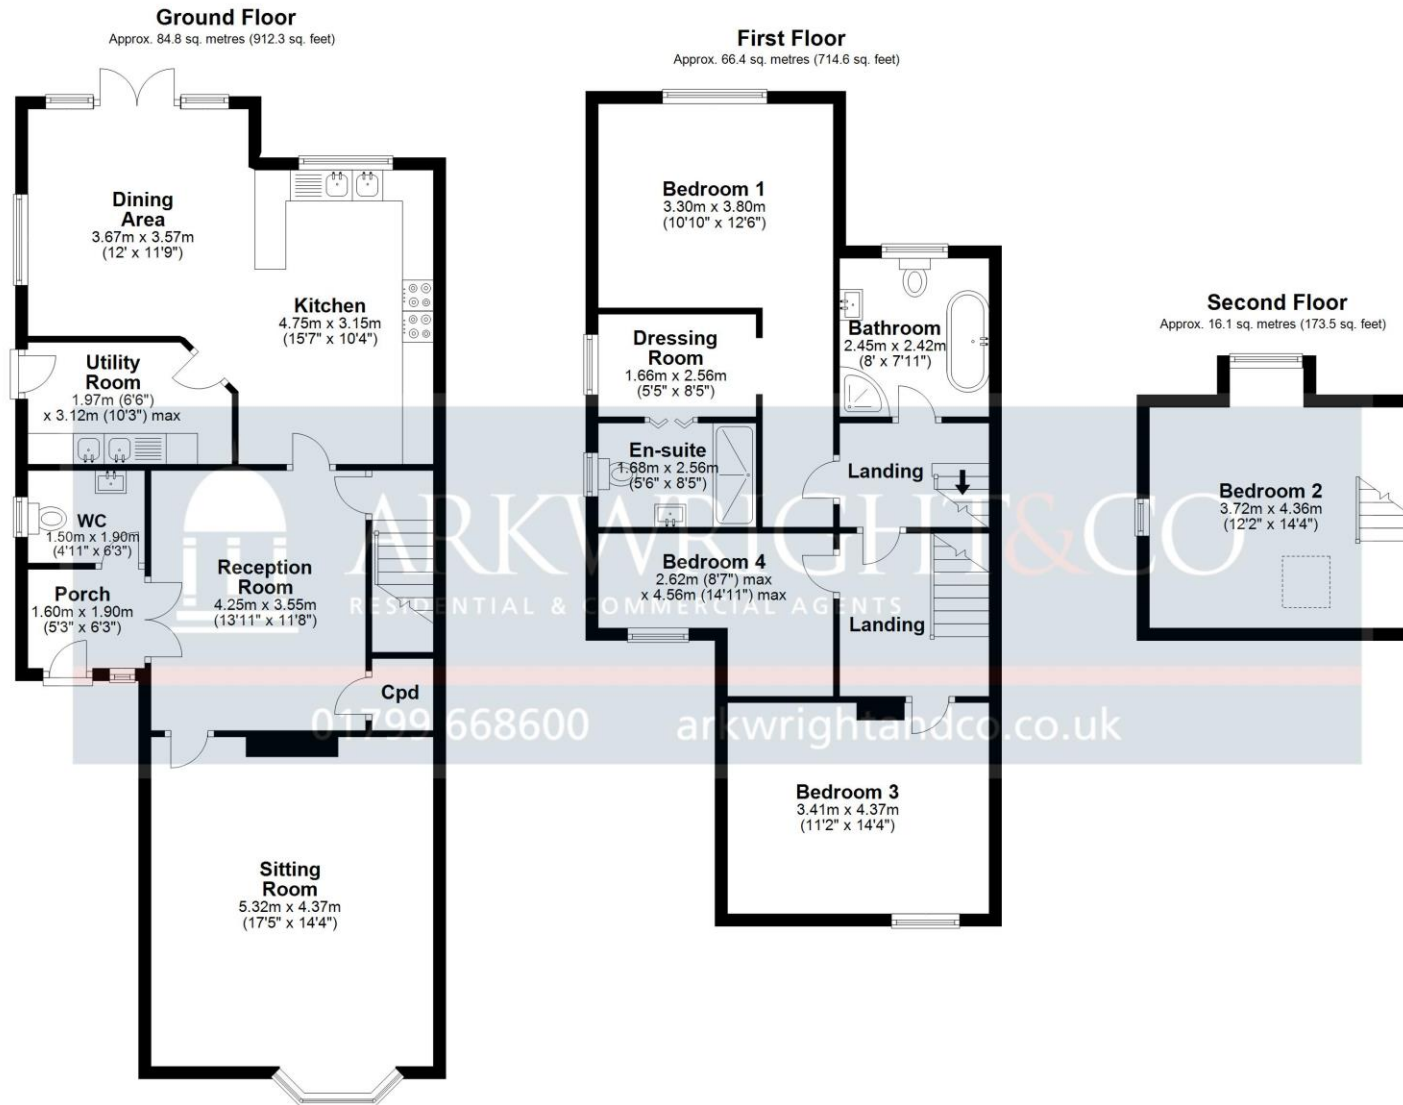 Ground Floor
Approx. 84.8 sq. metres (912.3 sq. feet)
Dining
Area
3.67m x 3.57m
(12' x 11'9")
Kitchen
4.75m x 3.15m
(15'7" x 10'4")
Utility
Room
1.97m (6'6")
x 3.12m (10'3") max
WC
1.50m x 1.90m
(4'11" x 6'3")
Porch
1.60m x 1.90m
(5'3" x 6'3")
Reception
Room
4.25m x 3.55m
(13'11" x 11'8")
Cpd
Sitting
Room
5.32m x 4.37m
(17'5" x 14'4")
First Floor
Approx. 66.4 sq. metres (714.6 sq. feet)
Bedroom 1
3.30m x 3.80m
(10'10" x 12'6")
Dressing
Room
1.66m x 2.56m
(5'5" x 8'5")
Bathroom
2.45m x 2.42m
(8' x 7'11")
En-suite
1.68m x 2.56m
(5'6" x 8'5")
Landing
Bedroom 4
2.62m (8'7") max
x 4.56m (14'11") max
Landing
Bedroom 3
3.41m x 4.37m
(11'2" x 14'4")
Second Floor
Approx. 16.1 sq. metres (173.5 sq. feet)
Bedroom 2
3.72m x 4.36m
(12'2" x 14'4")
ARKWRIGHT&CO
RESIDENTIAL & COMMERCIAL AGENTS
01799 668600 arkwrightandco.co.uk